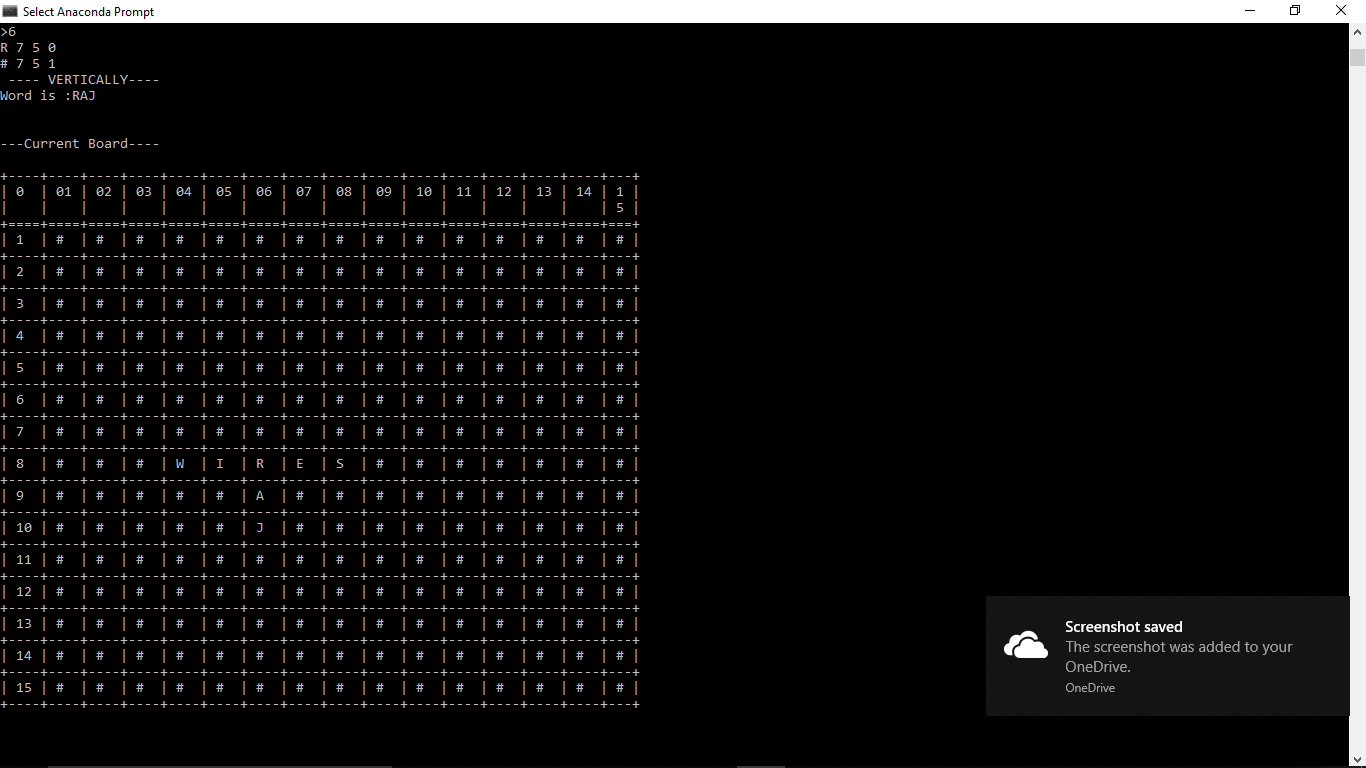 Select Anaconda Prompt
>6
R 7 5 0
# 7 5 1
 ---- VERTICALLY----
Word is :RAJ
---Current Board----
+----+----+----+----+----+----+----+----+----+----+----+----+----+----+----+---+
| 0  | 01 | 02 | 03 | 04 | 05 | 06 | 07 | 08 | 09 | 10 | 11 | 12 | 13 | 14 | 1 |
|    |    |    |    |    |    |    |    |    |    |    |    |    |    |    | 5 |
+====+====+====+====+====+====+====+====+====+====+====+====+====+====+====+===+
| 1  | #  | #  | #  | #  | #  | #  | #  | #  | #  | #  | #  | #  | #  | #  | # |
+----+----+----+----+----+----+----+----+----+----+----+----+----+----+----+---+
| 2  | #  | #  | #  | #  | #  | #  | #  | #  | #  | #  | #  | #  | #  | #  | # |
+----+----+----+----+----+----+----+----+----+----+----+----+----+----+----+---+
| 3  | #  | #  | #  | #  | #  | #  | #  | #  | #  | #  | #  | #  | #  | #  | # |
+----+----+----+----+----+----+----+----+----+----+----+----+----+----+----+---+
| 4  | #  | #  | #  | #  | #  | #  | #  | #  | #  | #  | #  | #  | #  | #  | # |
+----+----+----+----+----+----+----+----+----+----+----+----+----+----+----+---+
| 5  | #  | #  | #  | #  | #  | #  | #  | #  | #  | #  | #  | #  | #  | #  | # |
+----+----+----+----+----+----+----+----+----+----+----+----+----+----+----+---+
| 6  | #  | #  | #  | #  | #  | #  | #  | #  | #  | #  | #  | #  | #  | #  | # |
+----+----+----+----+----+----+----+----+----+----+----+----+----+----+----+---+
| 7  | #  | #  | #  | #  | #  | #  | #  | #  | #  | #  | #  | #  | #  | #  | # |
+----+----+----+----+----+----+----+----+----+----+----+----+----+----+----+---+
| 8  | #  | #  | #  | W  | I  | R  | E  | S  | #  | #  | #  | #  | #  | #  | # |
+----+----+----+----+----+----+----+----+----+----+----+----+----+----+----+---+
| 9  | #  | #  | #  | #  | #  | A  | #  | #  | #  | #  | #  | #  | #  | #  | # |
+----+----+----+----+----+----+----+----+----+----+----+----+----+----+----+---+
| 10 | #  | #  | #  | #  | #  | J  | #  | #  | #  | #  | #  | #  | #  | #  | # |
+----+----+----+----+----+----+----+----+----+----+----+----+----+----+----+---+
| 11 | #  | #  | #  | #  | #  | #  | #  | #  | #  | #  | #  | #  | #  | #  | # |
+----+----+----+----+----+----+----+----+----+----+----+----+----+----+----+---+
| 12 | #  | #  | #  | #  | #  | #  | #  | #  | #  | #  | #  | #  | #  | #  | # |
+----+----+----+----+----+----+----+----+----+----+----+----+----+----+----+---+
| 13 | #  | #  | #  | #  | #  | #  | #  | #  | #  | #  | #  | #  | #  | #  | # |
+----+----+----+----+----+----+----+----+----+----+----+----+----+----+----+---+
| 14 | #  | #  | #  | #  | #  | #  | #  | #  | #  | #  | #  | #  | #  | #  | # |
+----+----+----+----+----+----+----+----+----+----+----+----+----+----+----+---+
| 15 | #  | #  | #  | #  | #  | #  | #  | #  | #  | #  | #  | #  | #  | #  | # |
+----+----+----+----+----+----+----+----+----+----+----+----+----+----+----+---+
Screenshot saved
The screenshot was added to your
OneDrive.
OneDrive